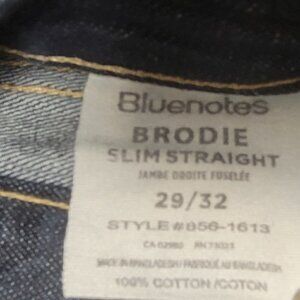 Bluenotes
BRODIE
SLIM STRAIGHT
JAMBE DROITE FUSELÉE
29/32
STYLE#856-1613
MADE IN BANGLADESH/FABRIQUÉ AU BANGLADESH
100% COTTON/COTON